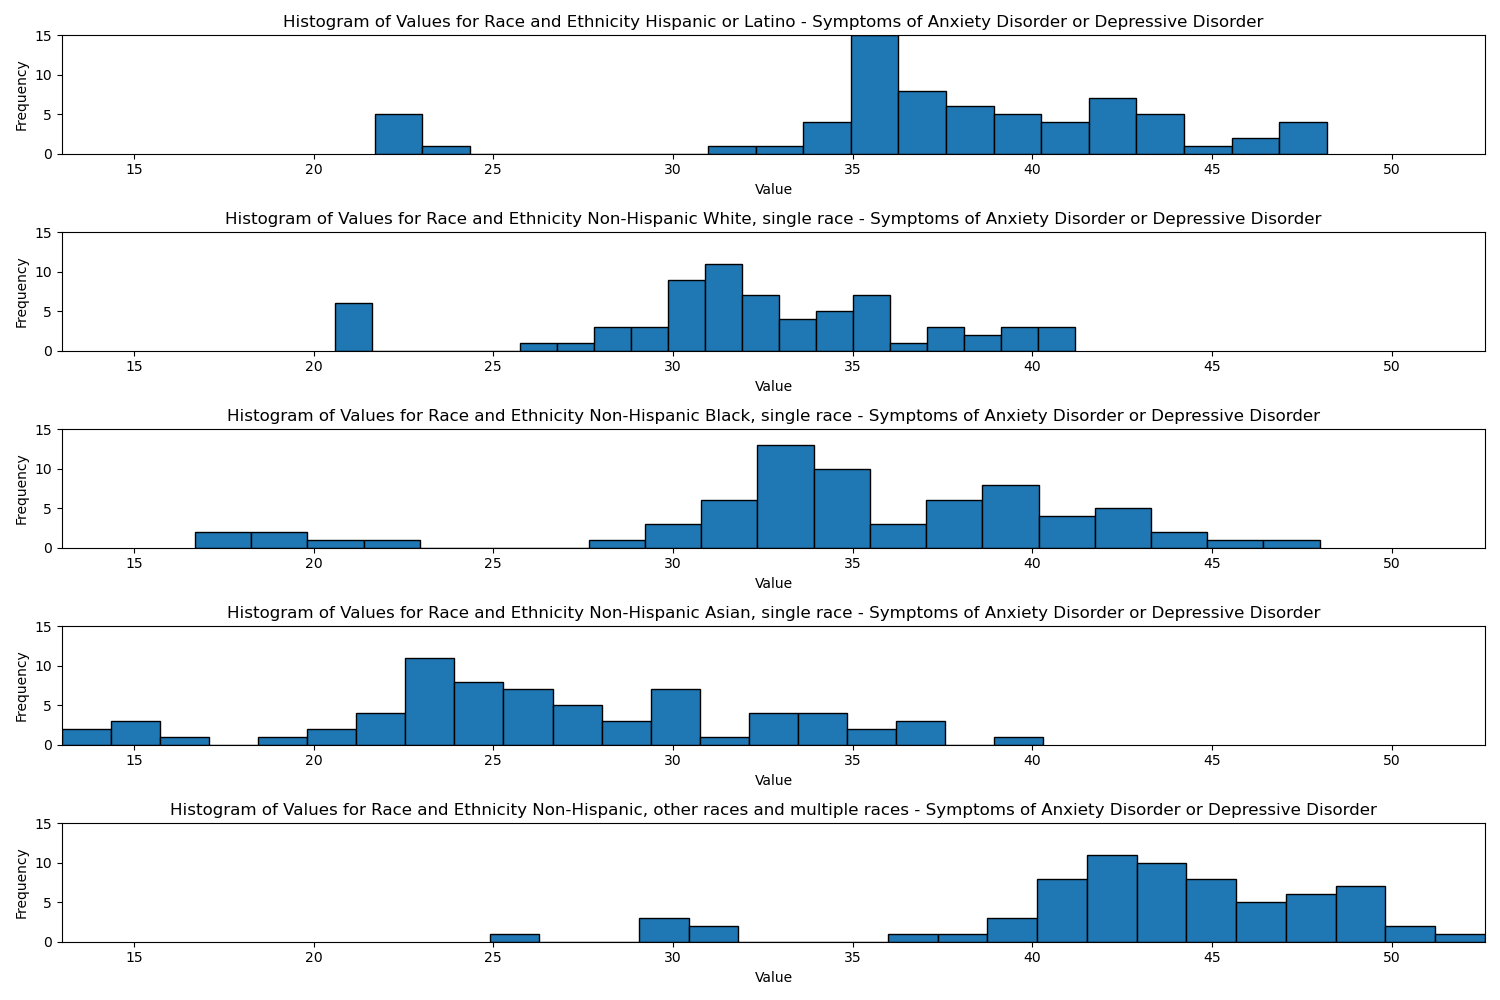 Histogram of Values for Race and Ethnicity Hispanic or Latino - Symptoms of Anxiety Disorder or Depressive Disorder
15
10
5
0
Frequency
15 20 25 30 35 40 45 50
Value
Histogram of Values for Race and Ethnicity Non-Hispanic White, single race - Symptoms of Anxiety Disorder or Depressive Disorder
15
10
5
0
Frequency
15 20 25 30 35 40 45 50
Value
Histogram of Values for Race and Ethnicity Non-Hispanic Black, single race - Symptoms of Anxiety Disorder or Depressive Disorder
15
10
5
0
Frequency
15 20 25 30 35 40 45 50
Value
Histogram of Values for Race and Ethnicity Non-Hispanic Asian, single race - Symptoms of Anxiety Disorder or Depressive Disorder
15
10
5
0
Frequency
15 20 25 30 35 40 45 50
Value
Histogram of Values for Race and Ethnicity Non-Hispanic, other races and multiple races - Symptoms of Anxiety Disorder or Depressive Disorder
15
10
5
0
Frequency
15 20 25 30 35 40 45 50
Value